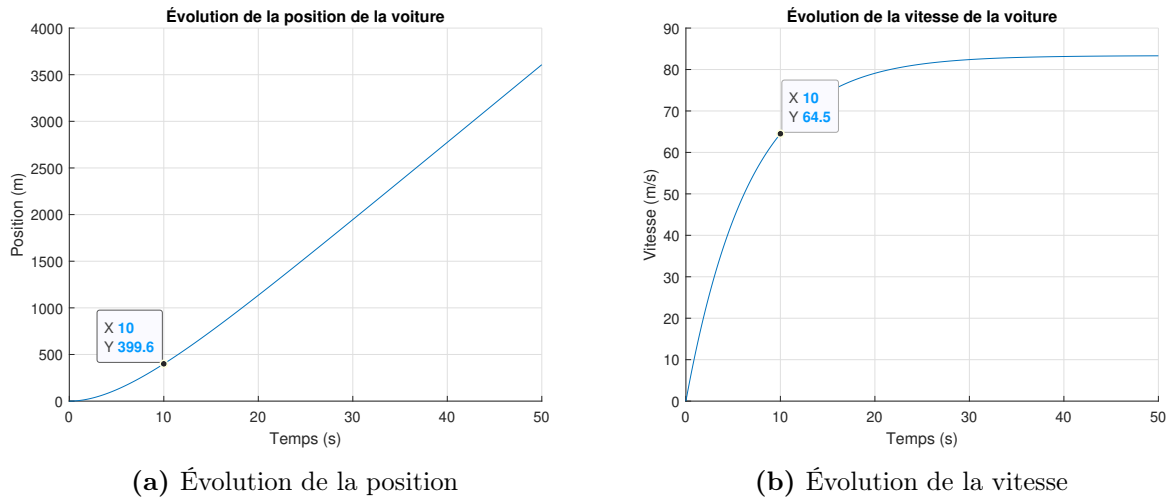 Évolution de la position de la voiture
4000
3500
3000
2500
2000
1500
1000
500
0
Position (m)
X 10
Y 399.6
0 10 20 30 40 50
Temps (s)
(a) Évolution de la position
Évolution de la vitesse de la voiture
90
80
70
60
50
40
30
20
10
0
Vitesse (m/s)
X 10
Y 64.5
0 10 20 30 40 50
Temps (s)
(b) Évolution de la vitesse